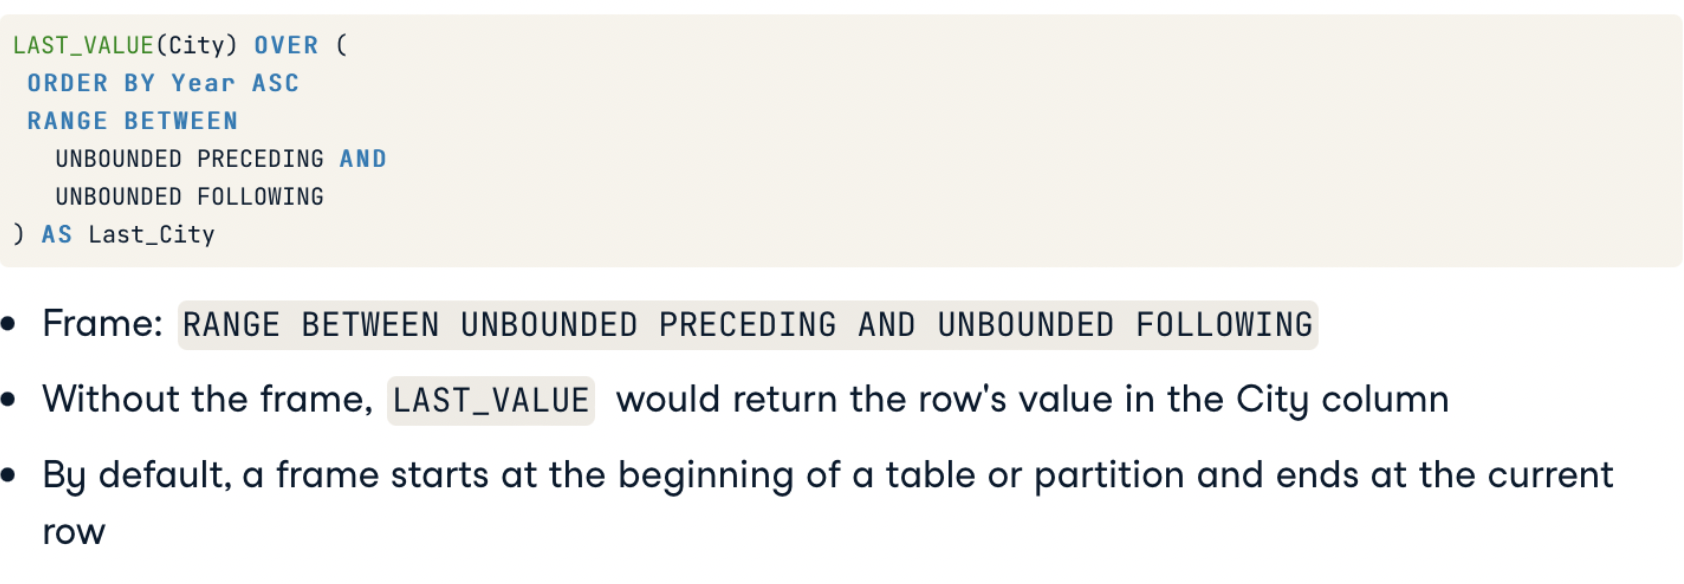 LAST_VALUE(City) OVER (
ORDER BY Year ASC
RANGE BETWEEN
UNBOUNDED PRECEDING AND
UNBOUNDED FOLLOWING
) AS Last_City
• Frame: RANGE BETWEEN UNBOUNDED PRECEDING AND UNBOUNDED FOLLOWING
• Without the frame, LAST_VALUE would return the row's value in the City column
• By default, a frame starts at the beginning of a table or partition and ends at the current
row